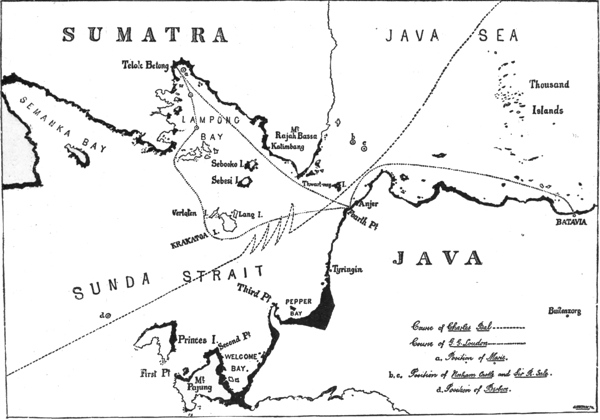 SUMATRA
JAVA SEA
Telok Betong
SEMANKA BAY
LAMPONG
BAY
Mt
Rajah Bassa
Kalimbang
Thousand
Islands
b
c
Sebooko I.
Sebesi I.
Thwart-way I.
Verlaten I.
Lang I.
KRAKATOA I.
Anjer
Fourth Pt
BATAVIA
SUNDA STRAIT
JAVA
Tyringin
Third Pt
PEPPER
BAY
Buitenzorg
d
Princes I.
Second Pt
First Pt
WELCOME
BAY.
Mt
Pajung
Course of Charles Bal
Course of G. G. Loudon
a. Position of Marie.
b.c. Position of Norham Castle and Sir R. Sale.
d. Position of Berbice.